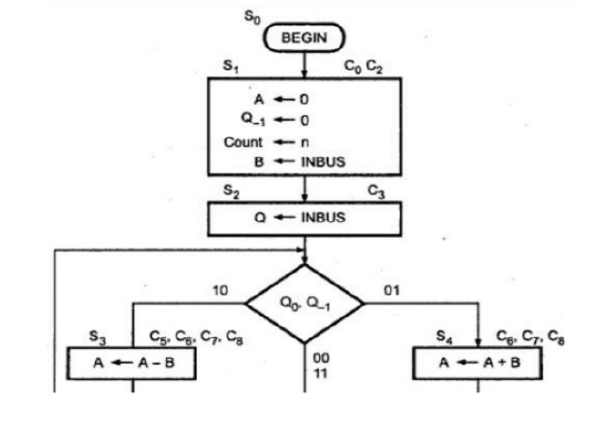 S₀
BEGIN
S₁ C₀ C₂
A ← 0
Q₋₁ ← 0
Count ← n
B ← INBUS
S₂ C₃
Q ← INBUS
10 Q₀, Q₋₁ 01
S₃ C₅, C₆, C₇, C₈
S₄ C₆, C₇, C₈
A ← A – B
00
11
A ← A + B